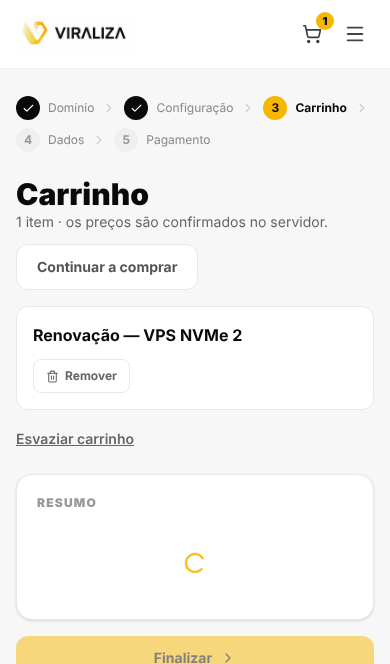 VIRALIZA
1
Domínio
Configuração
3 Carrinho
4 Dados
5 Pagamento
Carrinho
1 item · os preços são confirmados no servidor.
Continuar a comprar
Renovação — VPS NVMe 2
Remover
Esvaziar carrinho
RESUMO
Finalizar